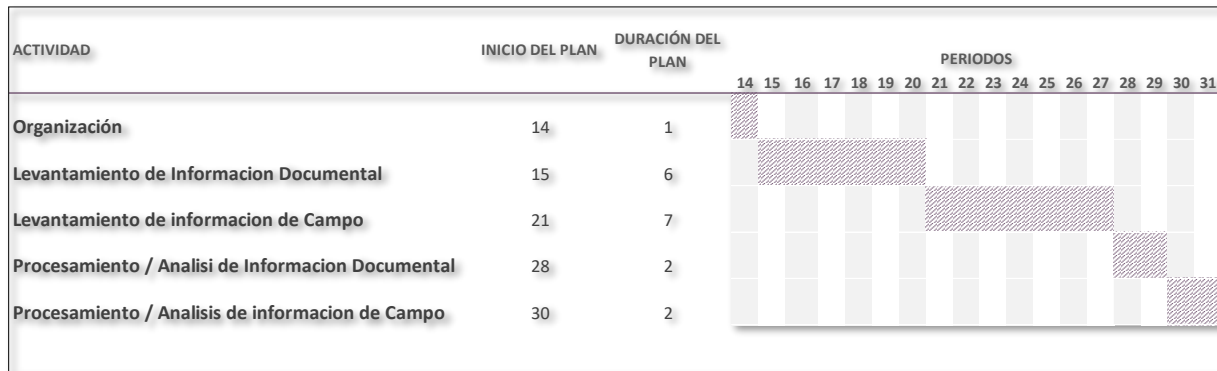 ACTIVIDAD INICIO DEL PLAN DURACIÓN DEL PLAN PERIODOS
14 15 16 17 18 19 20 21 22 23 24 25 26 27 28 29 30 31
Organización 14 1
Levantamiento de Informacion Documental 15 6
Levantamiento de informacion de Campo 21 7
Procesamiento / Analisi de Informacion Documental 28 2
Procesamiento / Analisis de informacion de Campo 30 2